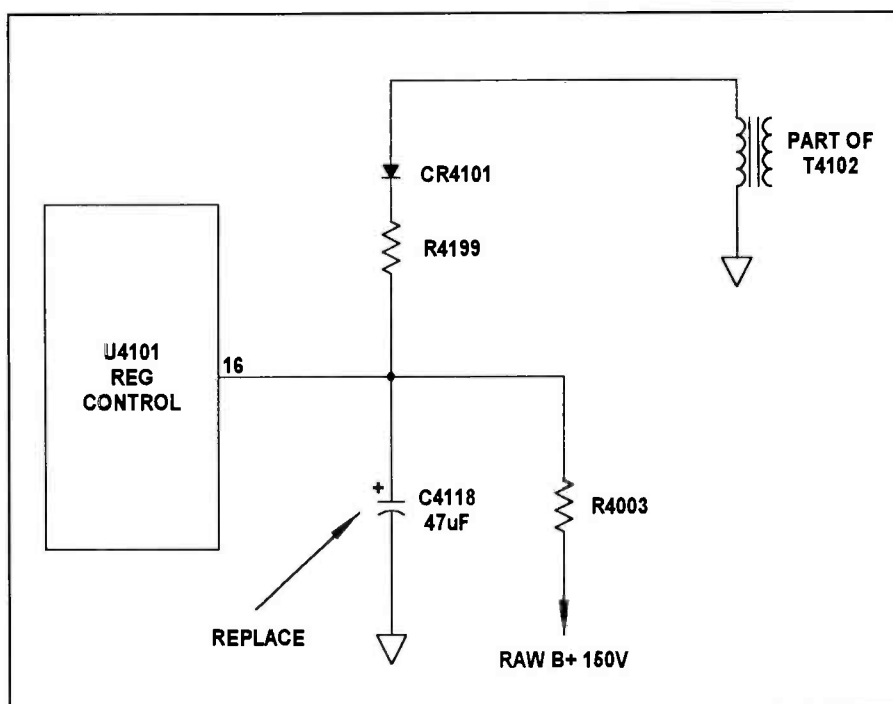 CR4101
PART OF
T4102
R4199
U4101
REG
CONTROL
16
+
C4118
47uF
R4003
REPLACE
RAW B+ 150V